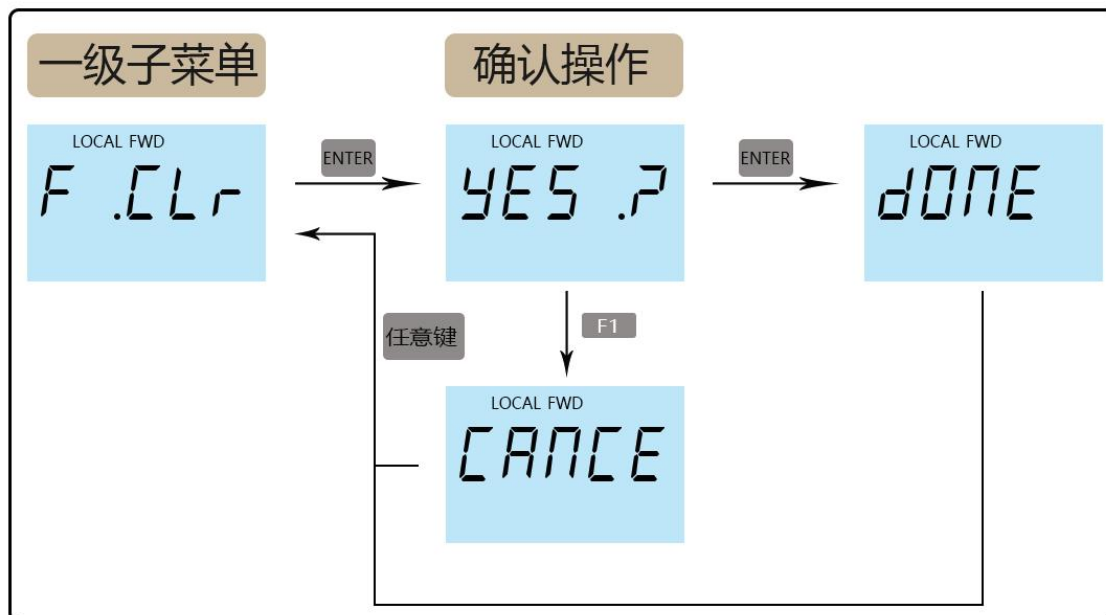 一级子菜单
确认操作
LOCAL FWD
F .CLr
ENTER
LOCAL FWD
YES .?
ENTER
LOCAL FWD
dONE
任意键
F1
LOCAL FWD
CANCE